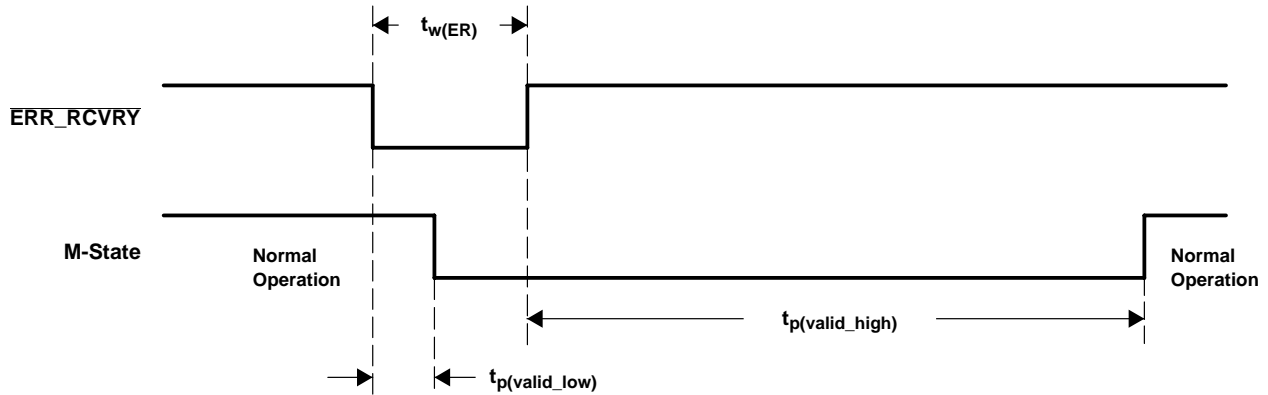 tw(ER)
ERR_RCVRY
M-State
Normal
Operation
Normal
Operation
tp(valid_high)
tp(valid_low)